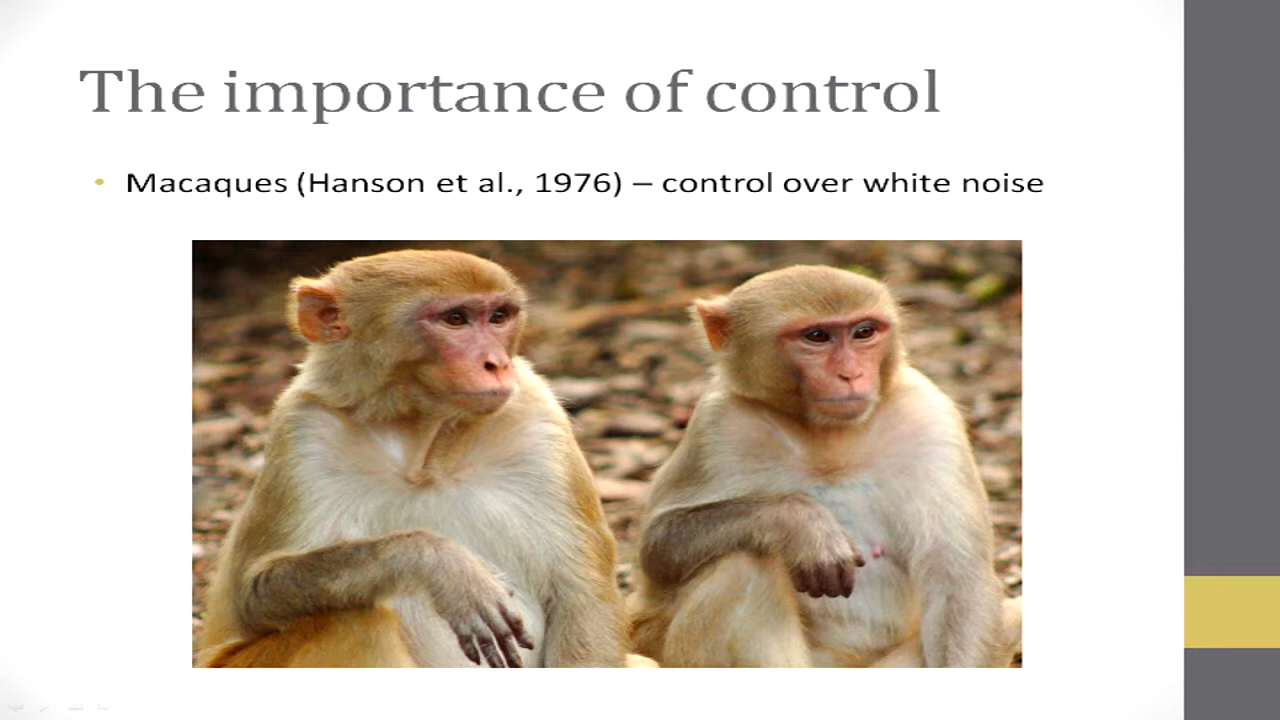 The importance of control
• Macaques (Hanson et al., 1976) – control over white noise